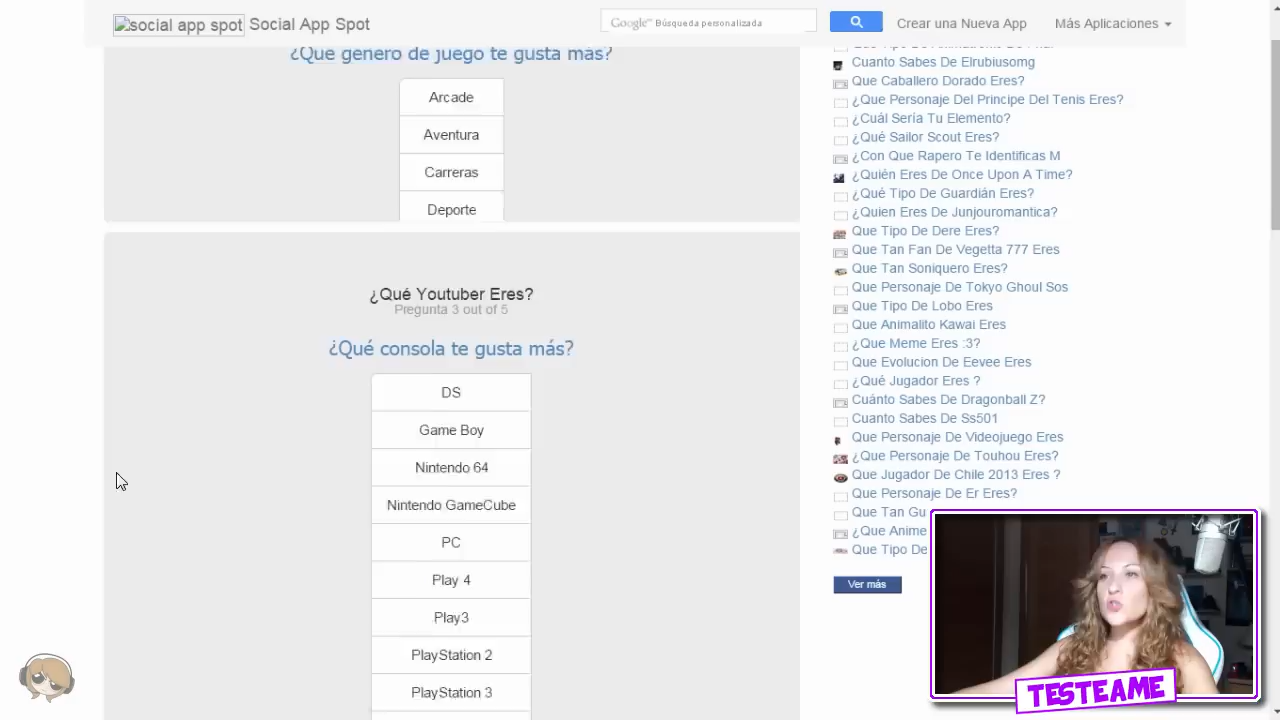 social app spot Social App Spot
Google™ Búsqueda personalizada
Crear una Nueva App
Más Aplicaciones
¿Qué género de juego te gusta más?
Arcade
Aventura
Carreras
Deporte
¿Qué Youtuber Eres?
Pregunta 3 out of 5
¿Qué consola te gusta más?
DS
Game Boy
Nintendo 64
Nintendo GameCube
PC
Play 4
Play3
PlayStation 2
PlayStation 3
Cuanto Sabes De Elrubiusomg
Que Caballero Dorado Eres?
¿Que Personaje Del Principe Del Tenis Eres?
¿Cuál Sería Tu Elemento?
¿Qué Sailor Scout Eres?
¿Con Que Rapero Te Identificas M
¿Quién Eres De Once Upon A Time?
¿Qué Tipo De Guardián Eres?
¿Quien Eres De Junjouromantica?
Que Tipo De Dere Eres?
Que Tan Fan De Vegetta 777 Eres
Que Tan Soniquero Eres?
Que Personaje De Tokyo Ghoul Sos
Que Tipo De Lobo Eres
Que Animalito Kawai Eres
¿Que Meme Eres :3?
Que Evolucion De Eevee Eres
¿Qué Jugador Eres ?
Cuánto Sabes De Dragonball Z?
Cuanto Sabes De Ss501
Que Personaje De Videojuego Eres
¿Que Personaje De Touhou Eres?
Que Jugador De Chile 2013 Eres ?
Que Personaje De Er Eres?
Que Tan Gu
¿Que Anime
Que Tipo De
Ver más
TESTEAME